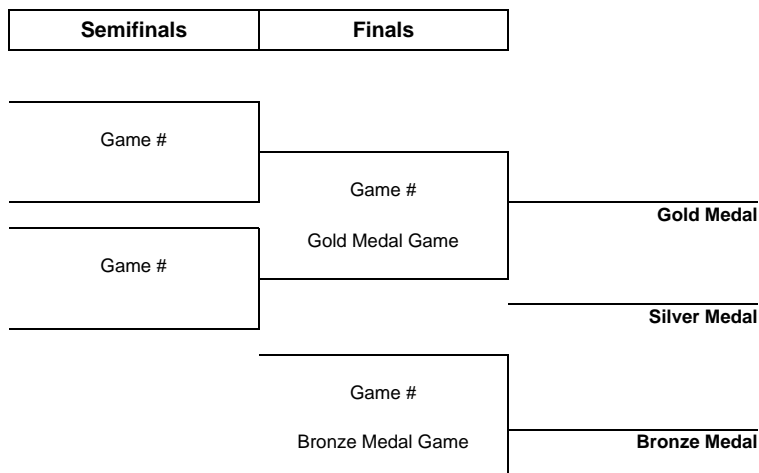 Semifinals Finals
Game #
Game #
Gold Medal
Gold Medal Game
Game #
Silver Medal
Game #
Bronze Medal Game Bronze Medal